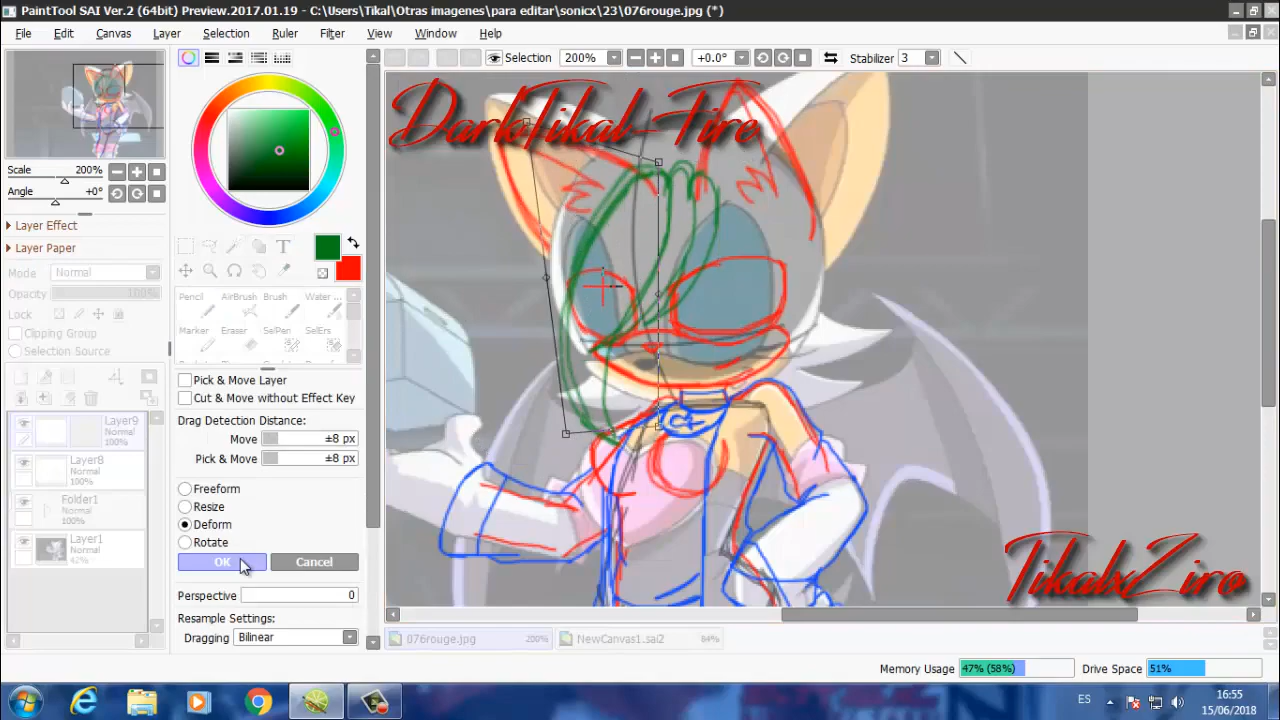 PaintTool SAI Ver.2 (64bit) Preview.2017.01.19 - C:\Users\Tikal\Otras imagenes\para editar\sonicx\23\076rouge.jpg (*)
File Edit Canvas Layer Selection Ruler Filter View Window Help
Selection 200% +0.0° Stabilizer 3
DarkTikal-Fire
Scale 200%
Angle +0°
Layer Effect
Layer Paper
Mode Normal
Opacity 100%
Lock
Clipping Group
Selection Source
T
Pencil AirBrush Brush Water ...
Marker Eraser SelPen SelErs
Layer9
Normal
100%
Layer8
Normal
100%
Folder1
Normal
100%
Layer1
Normal
42%
Pick & Move Layer
Cut & Move without Effect Key
Drag Detection Distance:
Move ±8 px
Pick & Move ±8 px
Freeform
Resize
Deform
Rotate
OK Cancel
Perspective 0
Resample Settings:
Dragging Bilinear
TikalxZiro
076rouge.jpg 200% NewCanvas1.sai2 84%
Memory Usage 47% (58%) Drive Space 51%
ES 16:55
15/06/2018